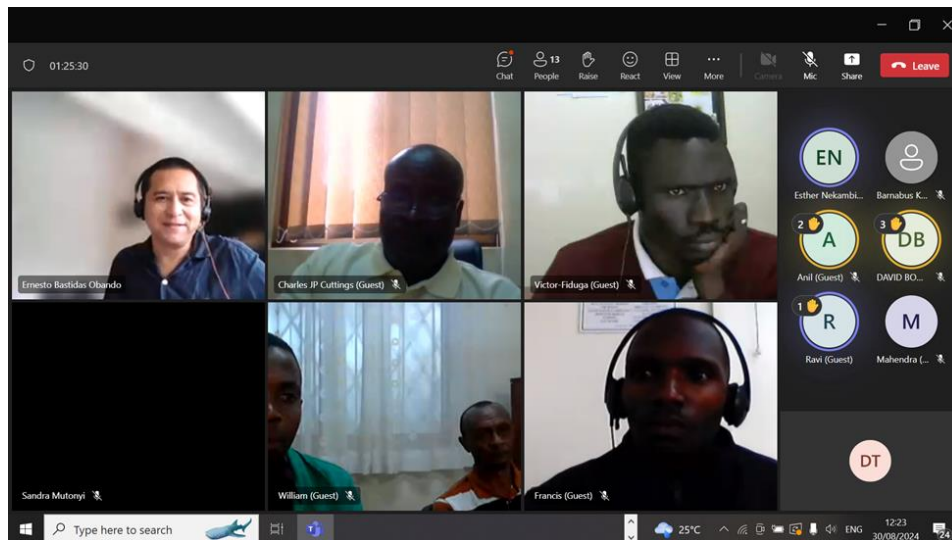 01:25:30
13
Chat People Raise React View More Camera Mic Share Leave
Ernesto Bastidas Obando
Charles JP Cuttings (Guest)
Victor-Fiduga (Guest)
EN
Esther Nekambi...
Barnabus K...
2
A
Anil (Guest)
3
DB
DAVID BO...
1
R
Ravi (Guest)
M
Mahendra (...
Sandra Mutonyi
William (Guest)
Francis (Guest)
DT
Type here to search
25°C
ENG
12:23
30/08/2024